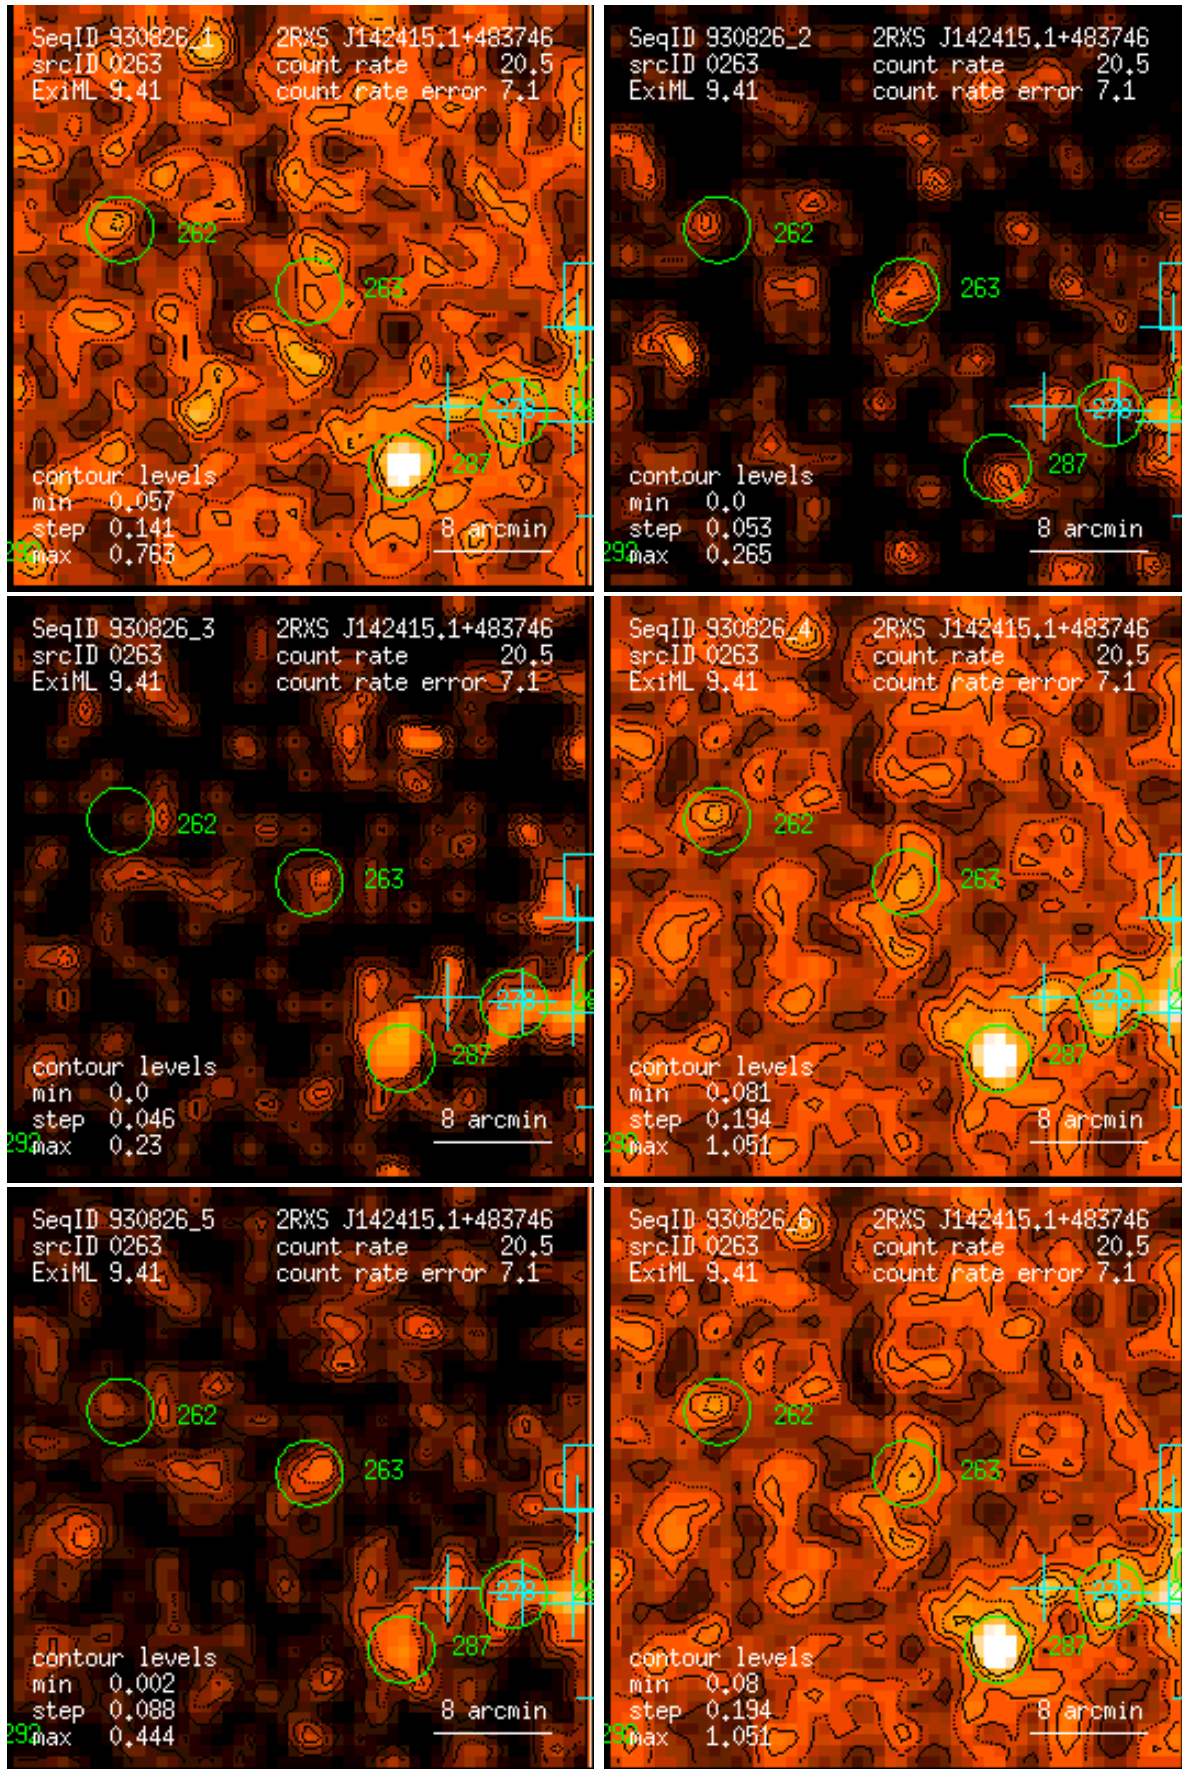 SeqID 930826_1 2RXS J142415.1+483746
srcID 0263 count rate 20.5
ExiML 9.41 count rate error 7.1
262
263
278
287
contour levels
min 0.057
step 0.141 8 arcmin
292 max 0.763
SeqID 930826_2 2RXS J142415.1+483746
srcID 0263 count rate 20.5
ExiML 9.41 count rate error 7.1
262
263
278
287
contour levels
min 0.0
step 0.053 8 arcmin
292 max 0.265
SeqID 930826_3 2RXS J142415.1+483746
srcID 0263 count rate 20.5
ExiML 9.41 count rate error 7.1
262
263
278
287
contour levels
min 0.0
step 0.046 8 arcmin
292 max 0.23
SeqID 930826_4 2RXS J142415.1+483746
srcID 0263 count rate 20.5
ExiML 9.41 count rate error 7.1
262
263
278
287
contour levels
min 0.081
step 0.194 8 arcmin
292 max 1.051
SeqID 930826_5 2RXS J142415.1+483746
srcID 0263 count rate 20.5
ExiML 9.41 count rate error 7.1
262
263
278
287
contour levels
min 0.002
step 0.088 8 arcmin
292 max 0.444
SeqID 930826_6 2RXS J142415.1+483746
srcID 0263 count rate 20.5
ExiML 9.41 count rate error 7.1
262
263
278
287
contour levels
min 0.08
step 0.194 8 arcmin
292 max 1.051